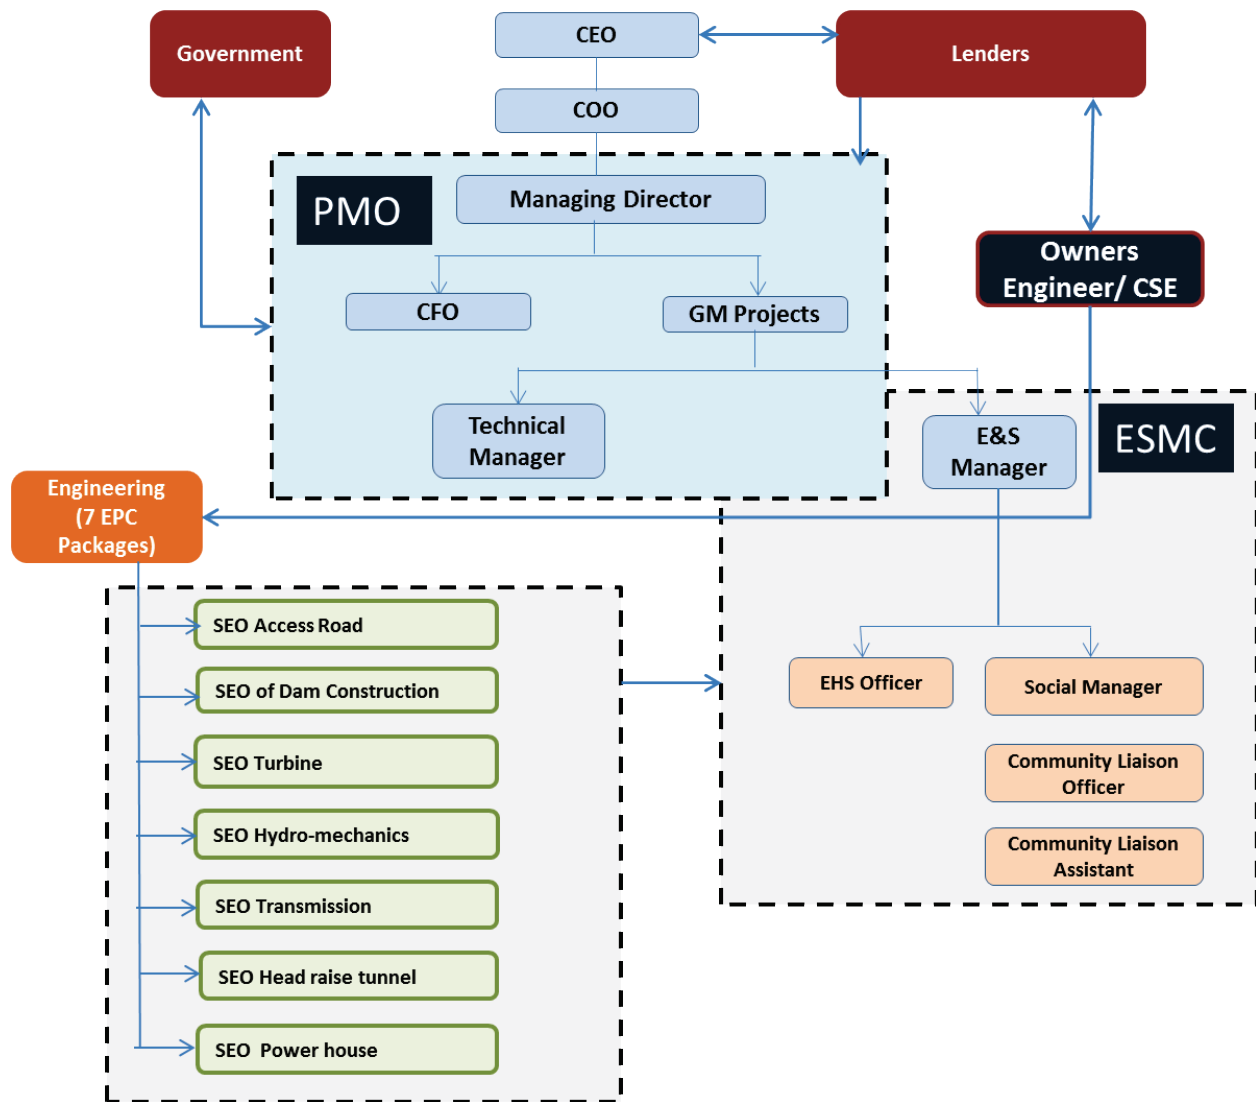 Government
CEO
Lenders
COO
PMO
Managing Director
Owners
Engineer/ CSE
CFO
GM Projects
Technical
Manager
E&S
Manager
ESMC
Engineering
(7 EPC
Packages)
SEO Access Road
SEO of Dam Construction
SEO Turbine
SEO Hydro-mechanics
SEO Transmission
SEO Head raise tunnel
SEO Power house
EHS Officer
Social Manager
Community Liaison
Officer
Community Liaison
Assistant